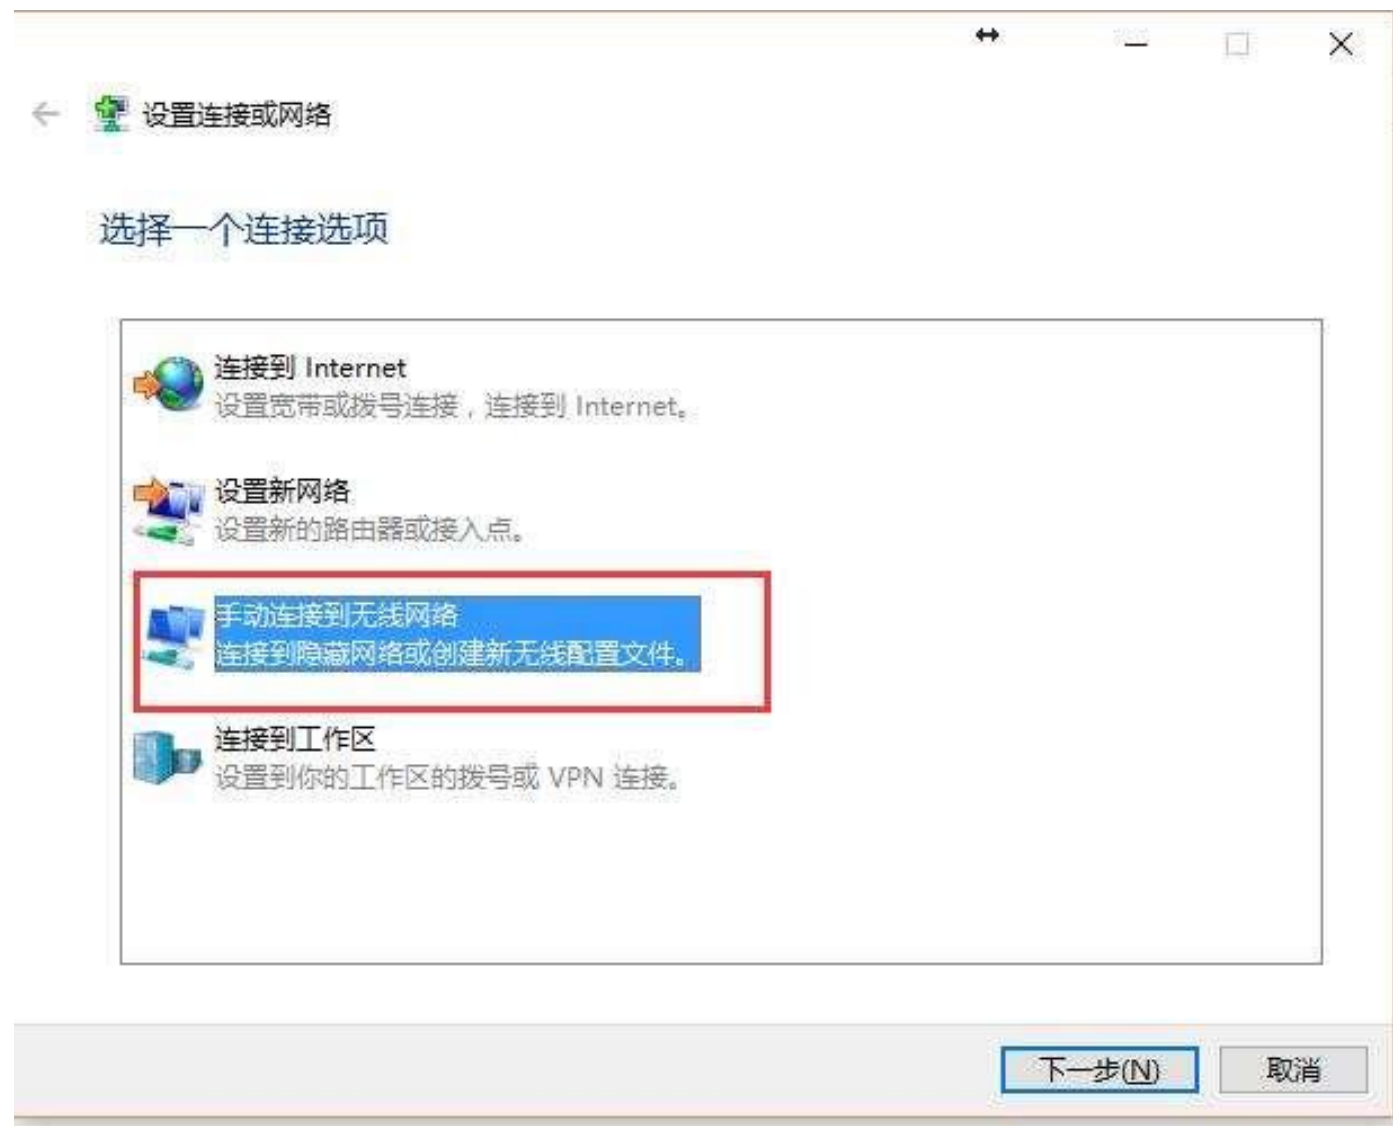 设置连接或网络
选择一个连接选项
连接到 Internet
设置宽带或拨号连接，连接到 Internet。
设置新网络
设置新的路由器或接入点。
手动连接到无线网络
连接到隐藏网络或创建新无线配置文件。
连接到工作区
设置到你的工作区的拨号或 VPN 连接。
下一步(N) 取消